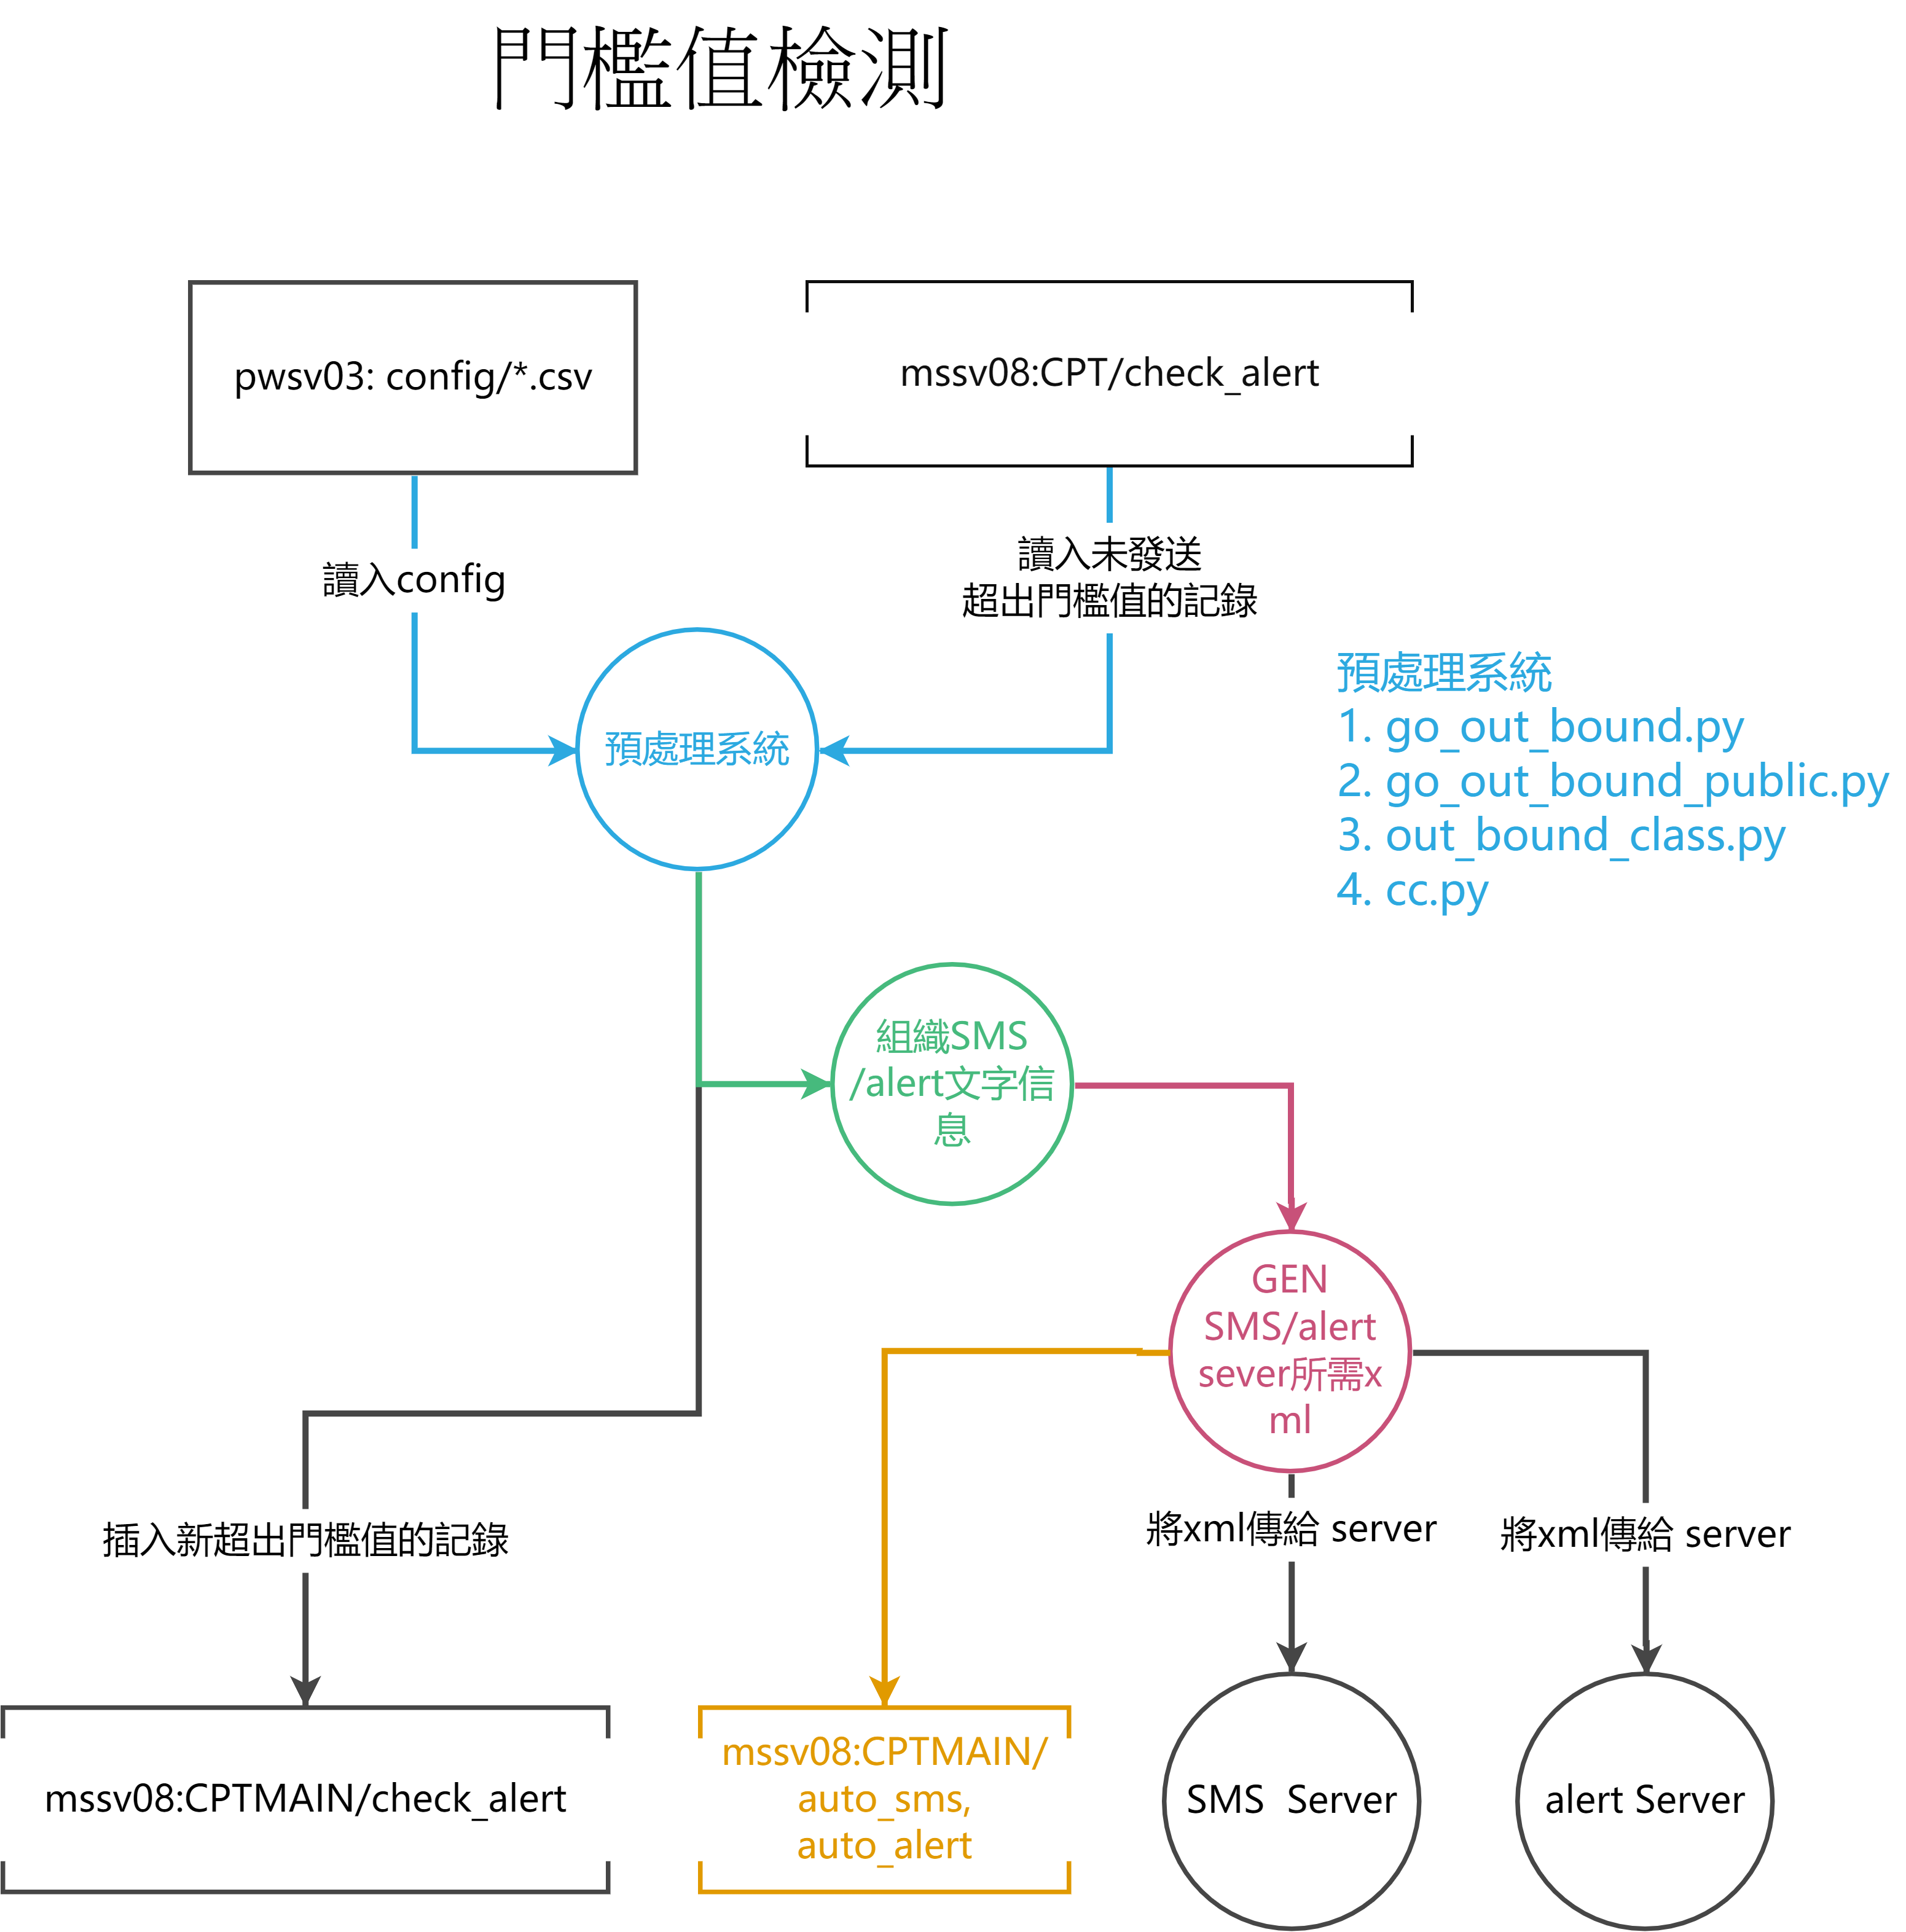 門檻值檢測
pwsv03: config/*.csv
mssv08:CPT/check_alert
讀入config
讀入未發送
超出門檻值的記錄
預處理系統
預處理系統
1. go_out_bound.py
2. go_out_bound_public.py
3. out_bound_class.py
4. cc.py
組織SMS
/alert文字信
息
GEN
SMS/alert
sever所需x
ml
插入新超出門檻值的記錄
將xml傳給 server
將xml傳給 server
mssv08:CPTMAIN/check_alert
mssv08:CPTMAIN/
auto_sms,
auto_alert
SMS  Server
alert Server